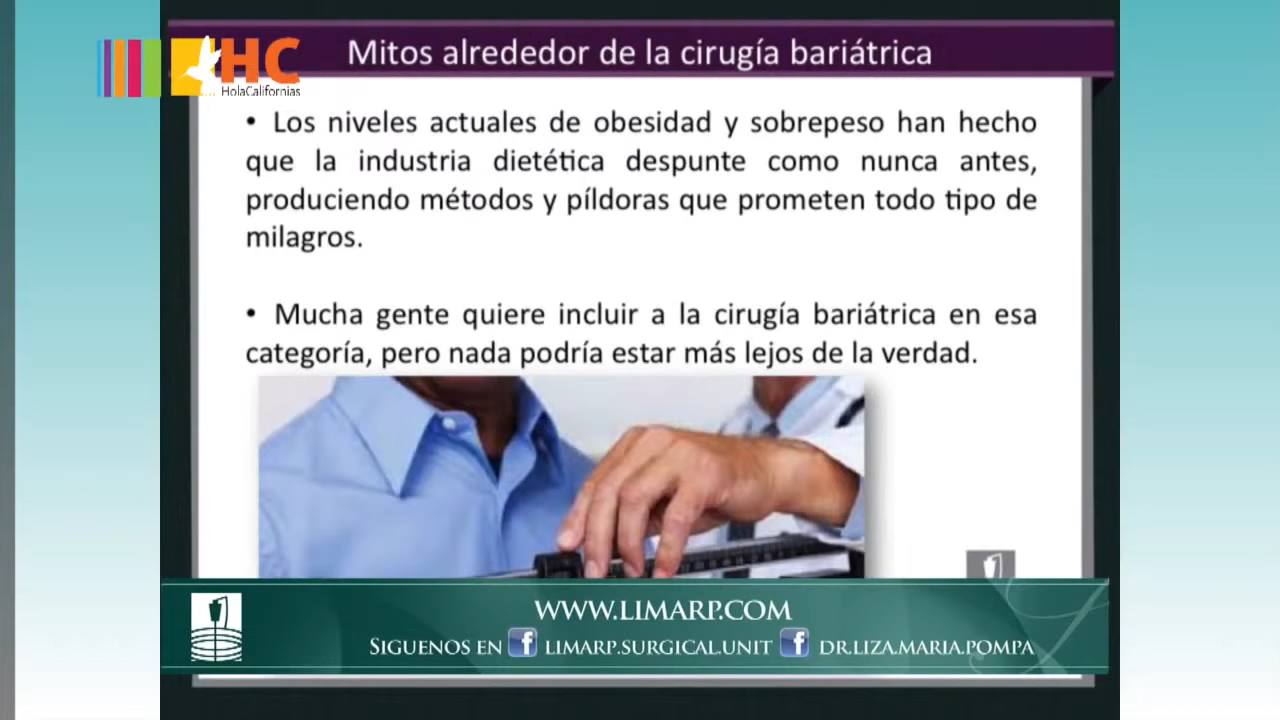 HC
HolaCalifornias
Mitos alrededor de la cirugía bariátrica
• Los niveles actuales de obesidad y sobrepeso han hecho
que la industria dietética despunte como nunca antes,
produciendo métodos y píldoras que prometen todo tipo de
milagros.
• Mucha gente quiere incluir a la cirugía bariátrica en esa
categoría, pero nada podría estar más lejos de la verdad.
WWW.LIMARP.COM
SIGUENOS EN f LIMARP.SURGICAL.UNIT f DR.LIZA.MARIA.POMPA